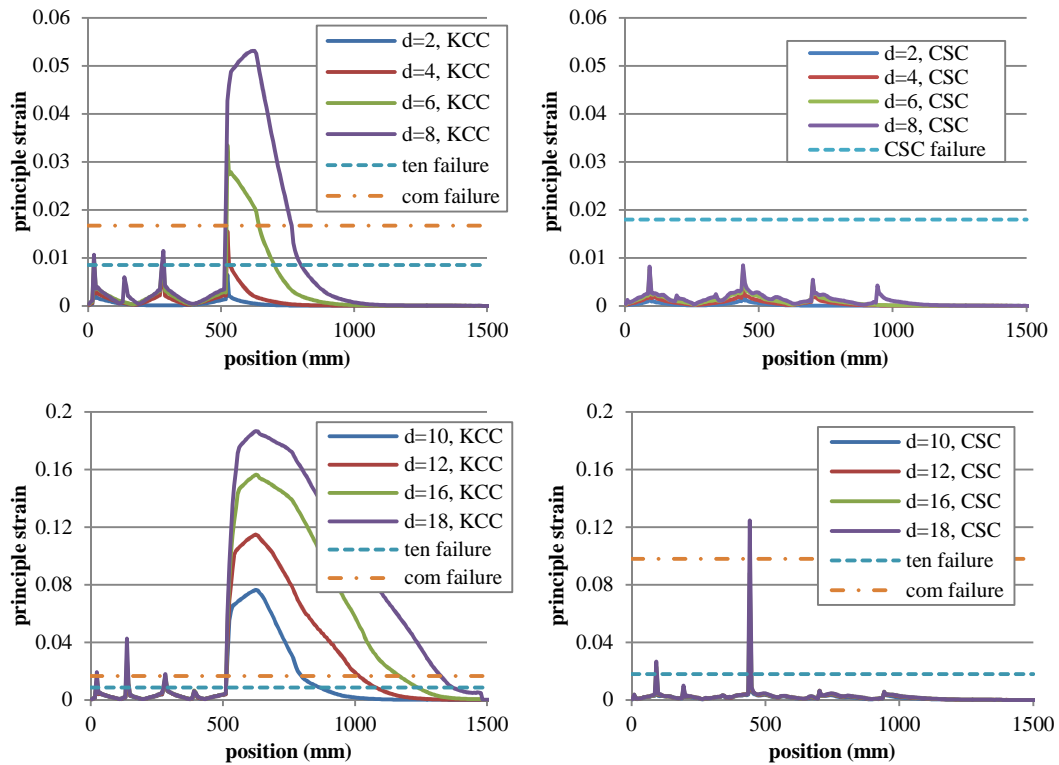 0.06
0.05
0.04
0.03
0.02
0.01
0
principle strain
d=2, KCC
d=4, KCC
d=6, KCC
d=8, KCC
ten failure
com failure
0
500
1000
1500
position (mm)
0.06
0.05
0.04
0.03
0.02
0.01
0
principle strain
d=2, CSC
d=4, CSC
d=6, CSC
d=8, CSC
CSC failure
0
500
1000
1500
position (mm)
0.2
0.16
0.12
0.08
0.04
0
principle strain
d=10, KCC
d=12, KCC
d=16, KCC
d=18, KCC
ten failure
com failure
0
500
1000
1500
position (mm)
0.2
0.16
0.12
0.08
0.04
0
principle strain
d=10, CSC
d=12, CSC
d=16, CSC
d=18, CSC
ten failure
com failure
0
500
1000
1500
position (mm)